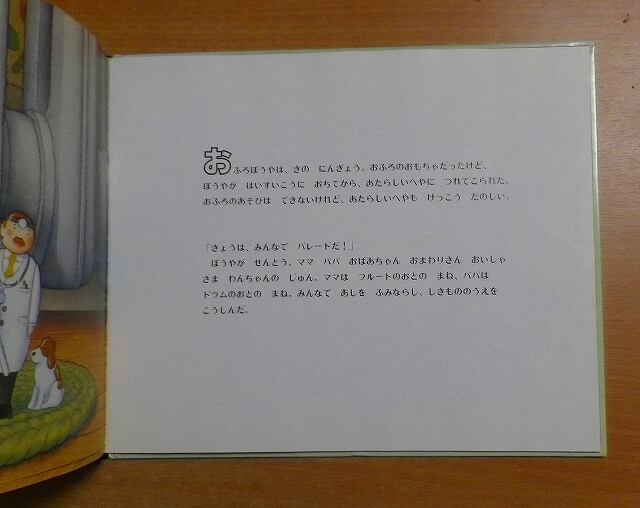 おふろぼうやは、きの　にんぎょう。おふろのおもちゃだったけど、
ぼうやが　はいすいこうに　おちてから、あたらしいへやに　つれてこられた。
おふろのあそびは　できないけれど、あたらしいへやも　けっこう　たのしい。
「きょうは、みんなで　パレードだ！」
ぼうやが　せんとう、ママ　パパ　おばあちゃん　おまわりさん　おいしゃ
さま　わんちゃんの　じゅん。ママは　フルートのおとの　まね、パパは
ドラムのおとの　まね。みんなで　あしを　ふみならし、しきもののうえを
こうしんだ。